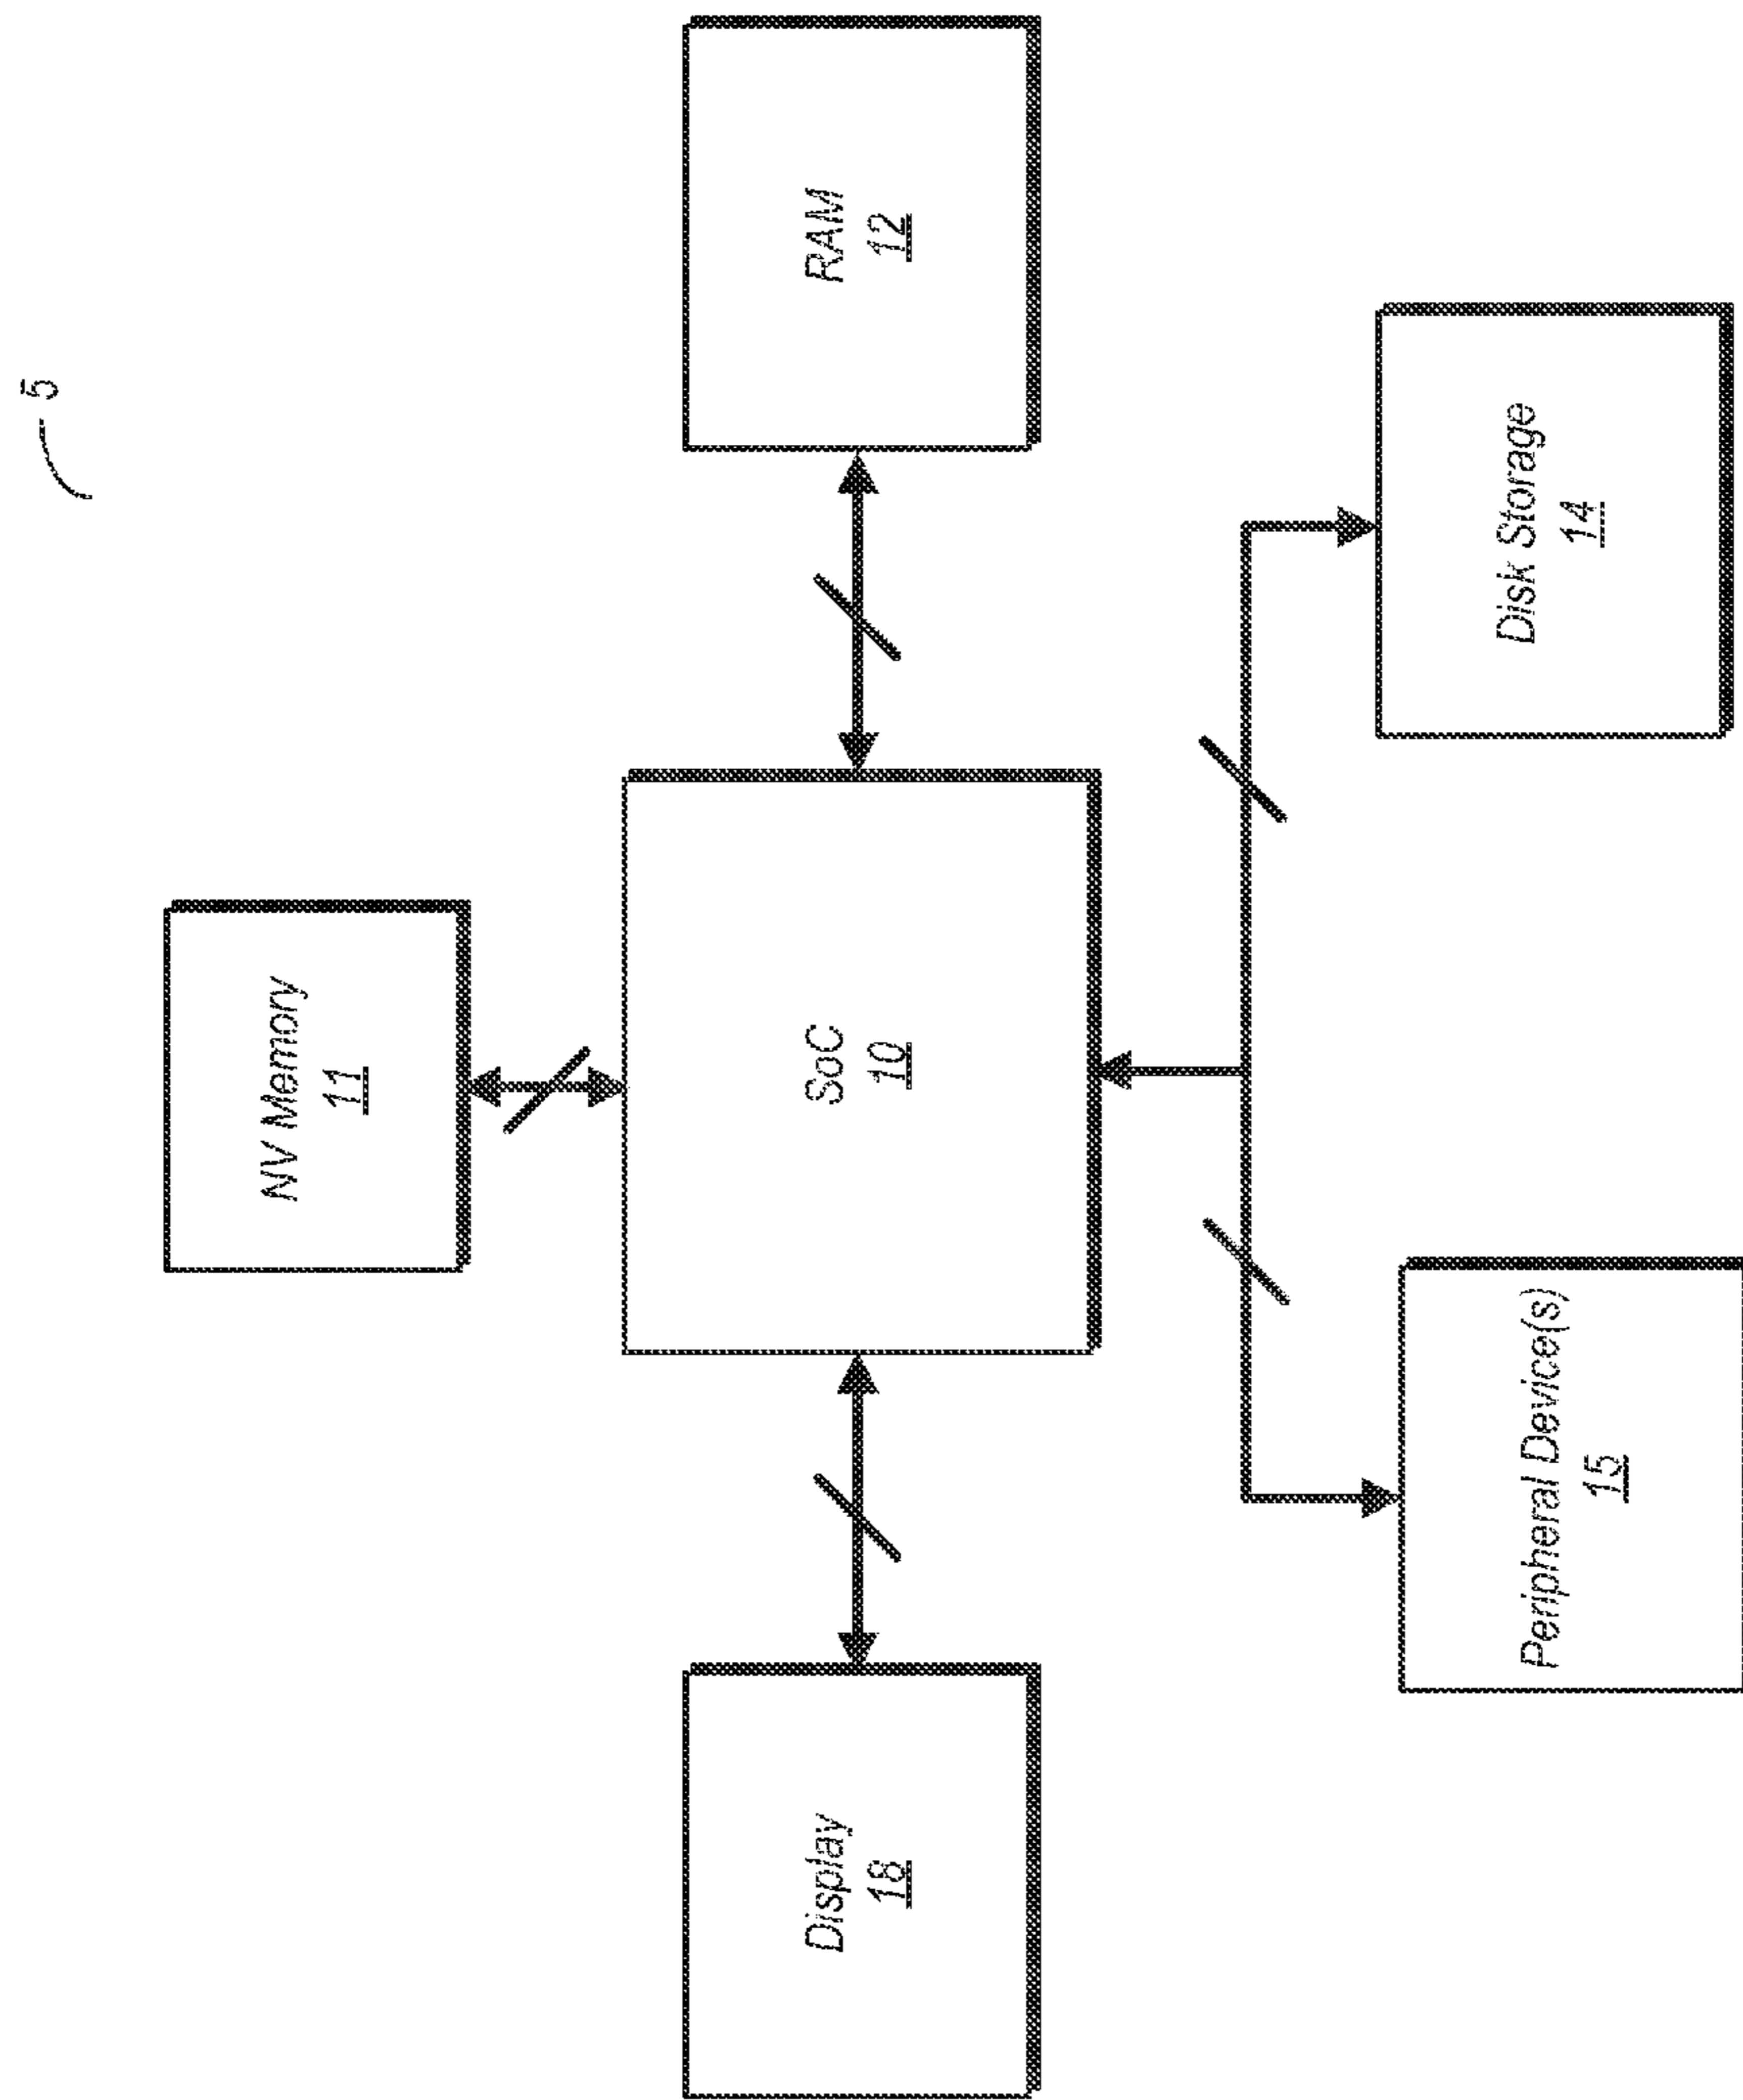 5
NV Memory
11
Display
18
SoC
10
RAM
12
Peripheral Device(s)
15
Disk Storage
14